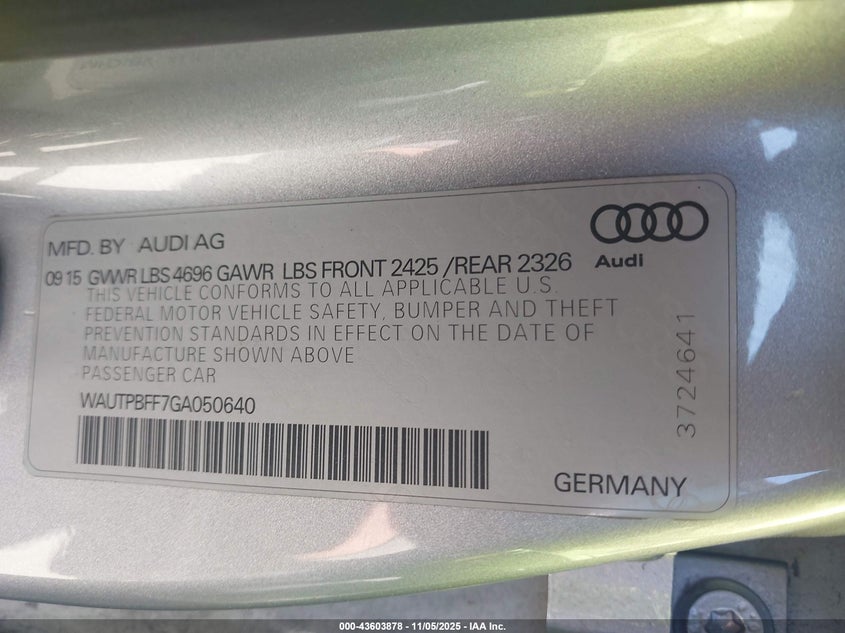 MFD. BY AUDI AG
09 15 GVWR LBS 4696 GAWR LBS FRONT 2425 /REAR 2326
Audi
THIS VEHICLE CONFORMS TO ALL APPLICABLE U.S.
FEDERAL MOTOR VEHICLE SAFETY, BUMPER AND THEFT
PREVENTION STANDARDS IN EFFECT ON THE DATE OF
MANUFACTURE SHOWN ABOVE
PASSENGER CAR
WAUTPBFF7GA050640
3724641
GERMANY
000-43603878 - 11/05/2025 - IAA Inc.